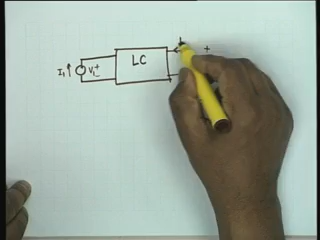 I₁ V₁ + − LC +